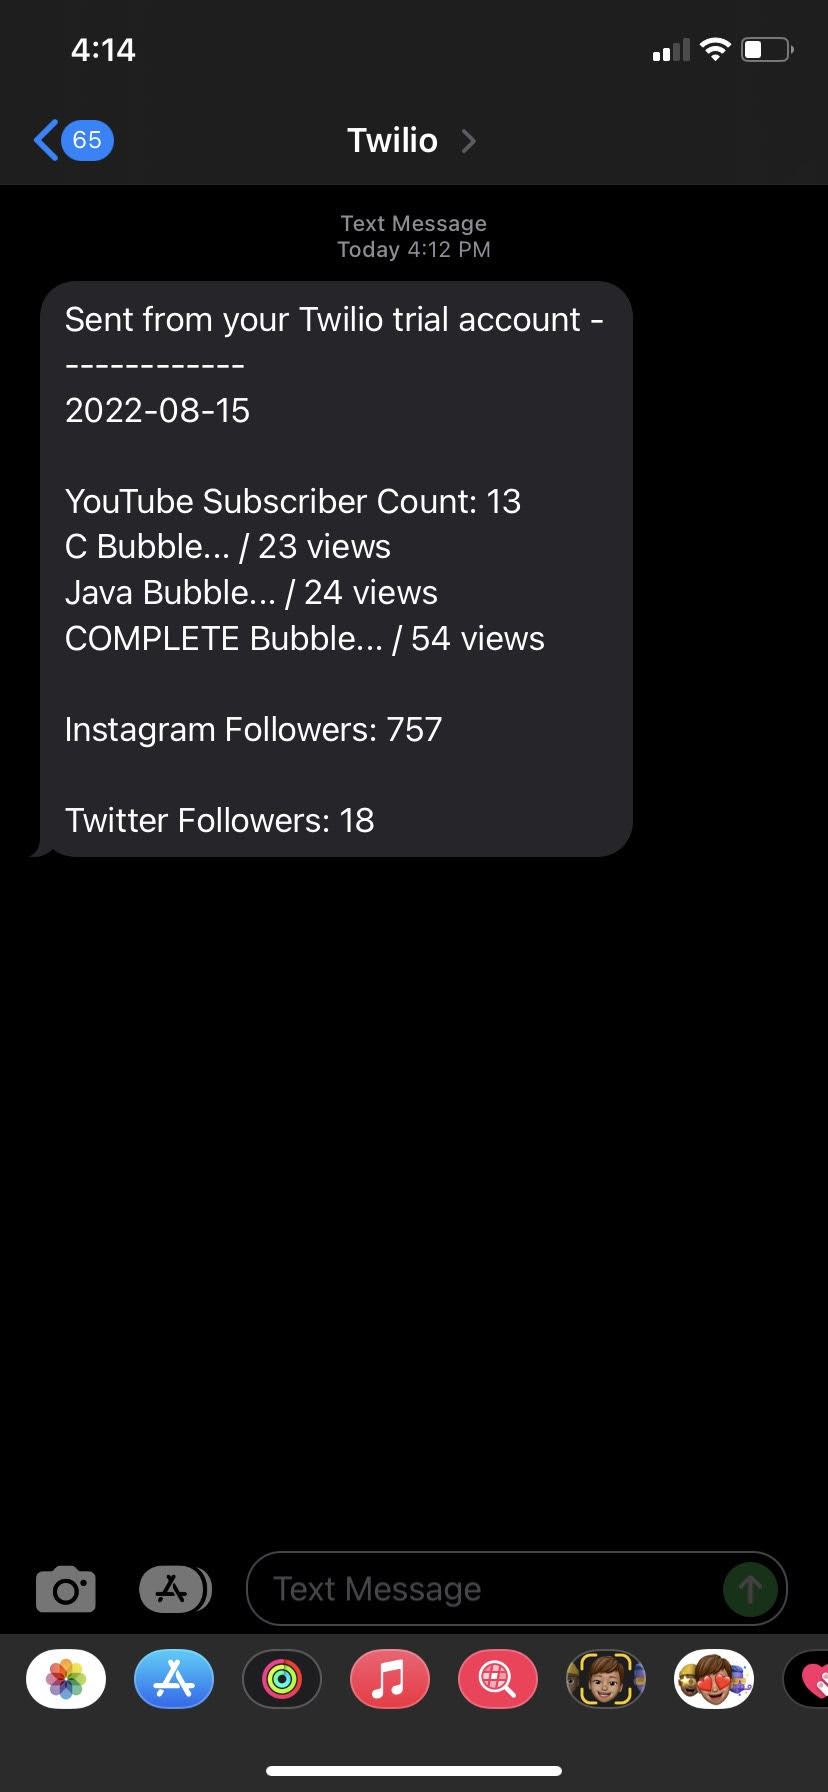 4:14
65
Twilio
Text Message
Today 4:12 PM
Sent from your Twilio trial account -
------------
2022-08-15
YouTube Subscriber Count: 13
C Bubble... / 23 views
Java Bubble... / 24 views
COMPLETE Bubble... / 54 views
Instagram Followers: 757
Twitter Followers: 18
Text Message